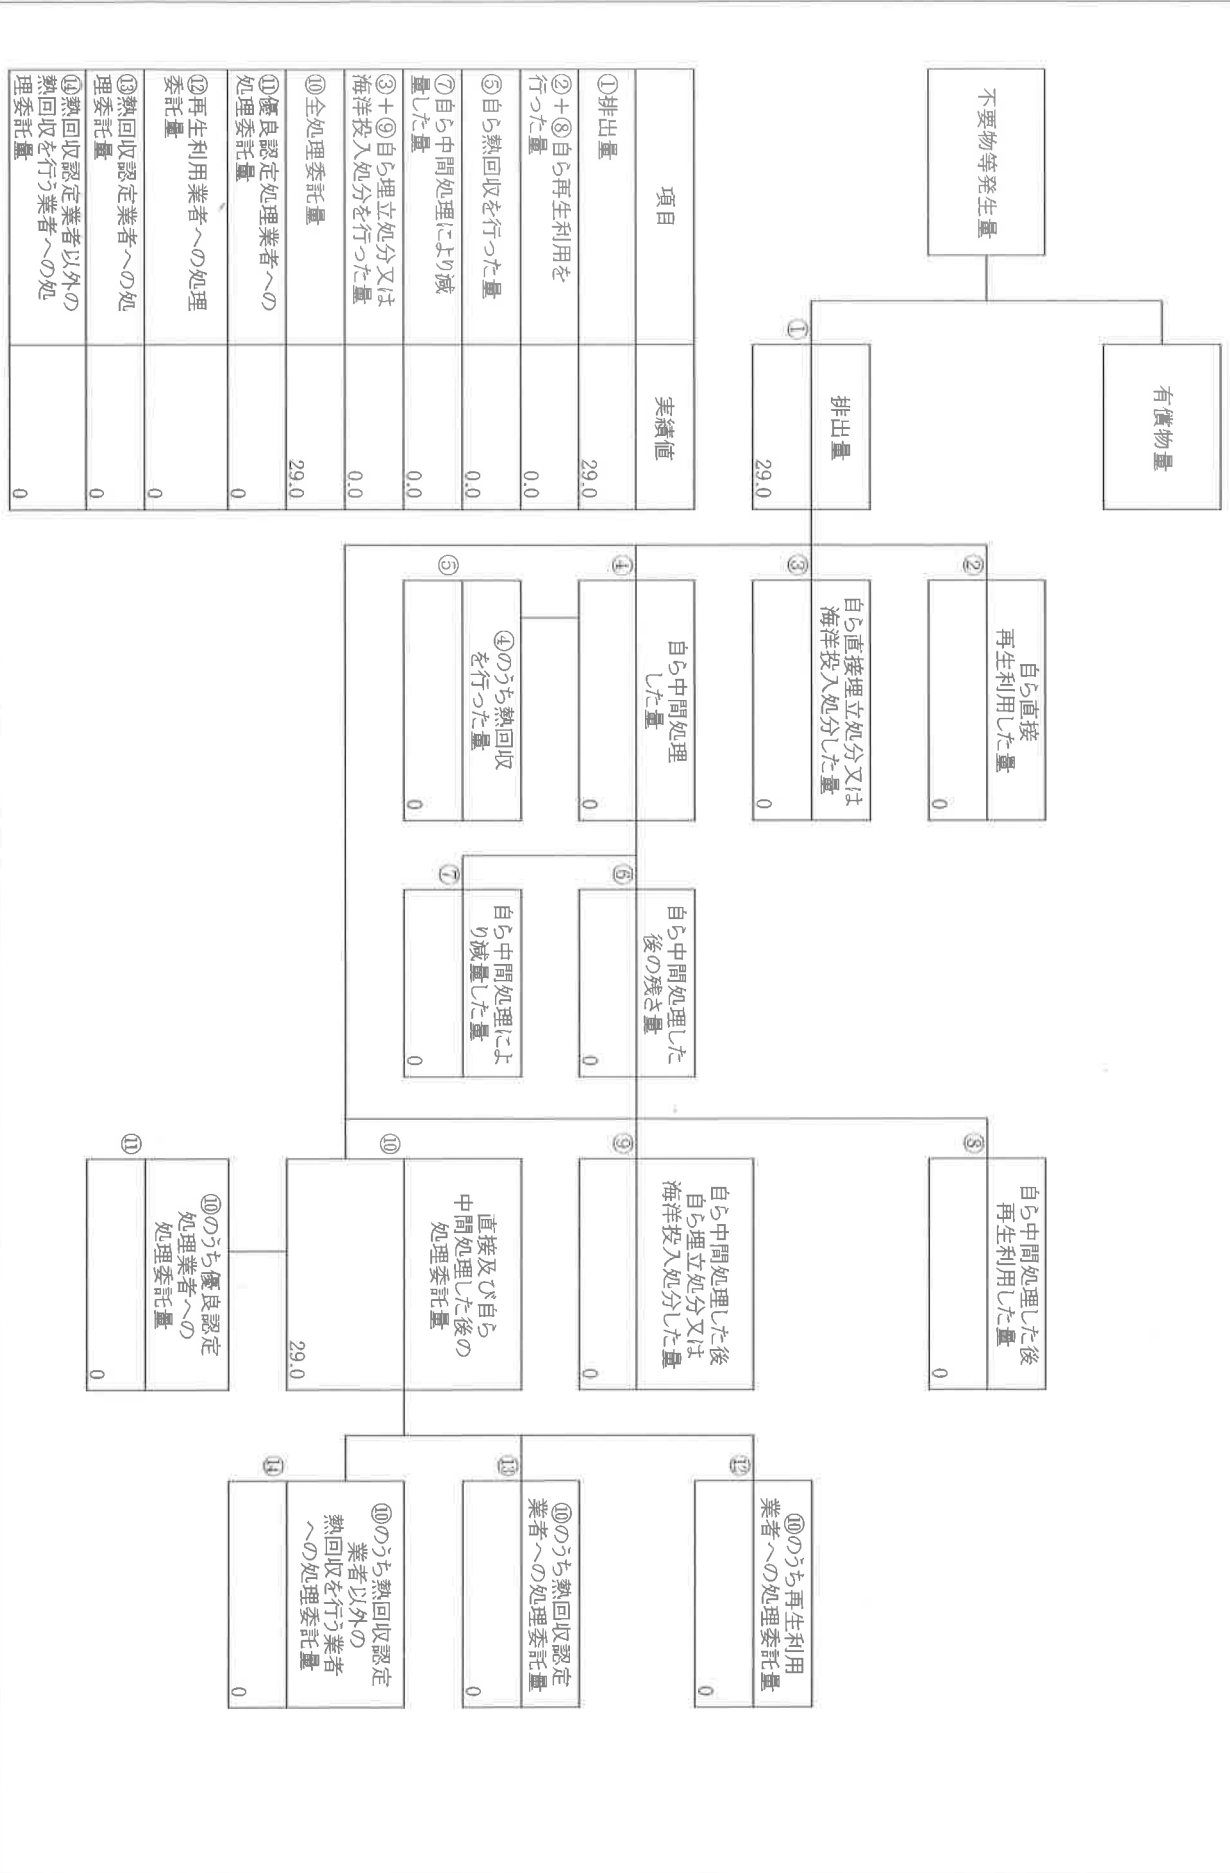 有償物量
不要物等発生量
①
排出量
29.0
②
自ら直接
再生利用した量
0
③
自ら直接埋立処分又は
海洋投入処分した量
0
④
自ら中間処理
した量
0
⑤
④のうち熱回収
を行った量
0
⑥
自ら中間処理した
後の残さ量
0
⑦
自ら中間処理によ
り減量した量
0
⑧
自ら中間処理した後
再生利用した量
0
⑨
自ら中間処理した後
自ら埋立処分又は
海洋投入処分した量
0
⑩
直接及び自ら
中間処理した後の
処理委託量
29.0
⑪
⑩のうち優良認定
処理業者への
処理委託量
0
⑫
⑩のうち再生利用
業者への処理委託量
0
⑬
⑩のうち熱回収認定
業者への処理委託量
0
⑭
⑩のうち熱回収認定
業者以外の
熱回収を行う業者
への処理委託量
0
項目
実績値
①排出量
29.0
②＋⑧自ら再生利用を
行った量
0.0
⑤自ら熱回収を行った量
0.0
⑦自ら中間処理により減
量した量
0.0
③＋⑨自ら埋立処分又は
海洋投入処分を行った量
0.0
⑩全処理委託量
29.0
⑪優良認定処理業者への
処理委託量
0
⑫再生利用業者への処理
委託量
0
⑬熱回収認定業者への処
理委託量
0
⑭熱回収認定業者以外の
熱回収を行う業者への処
理委託量
0